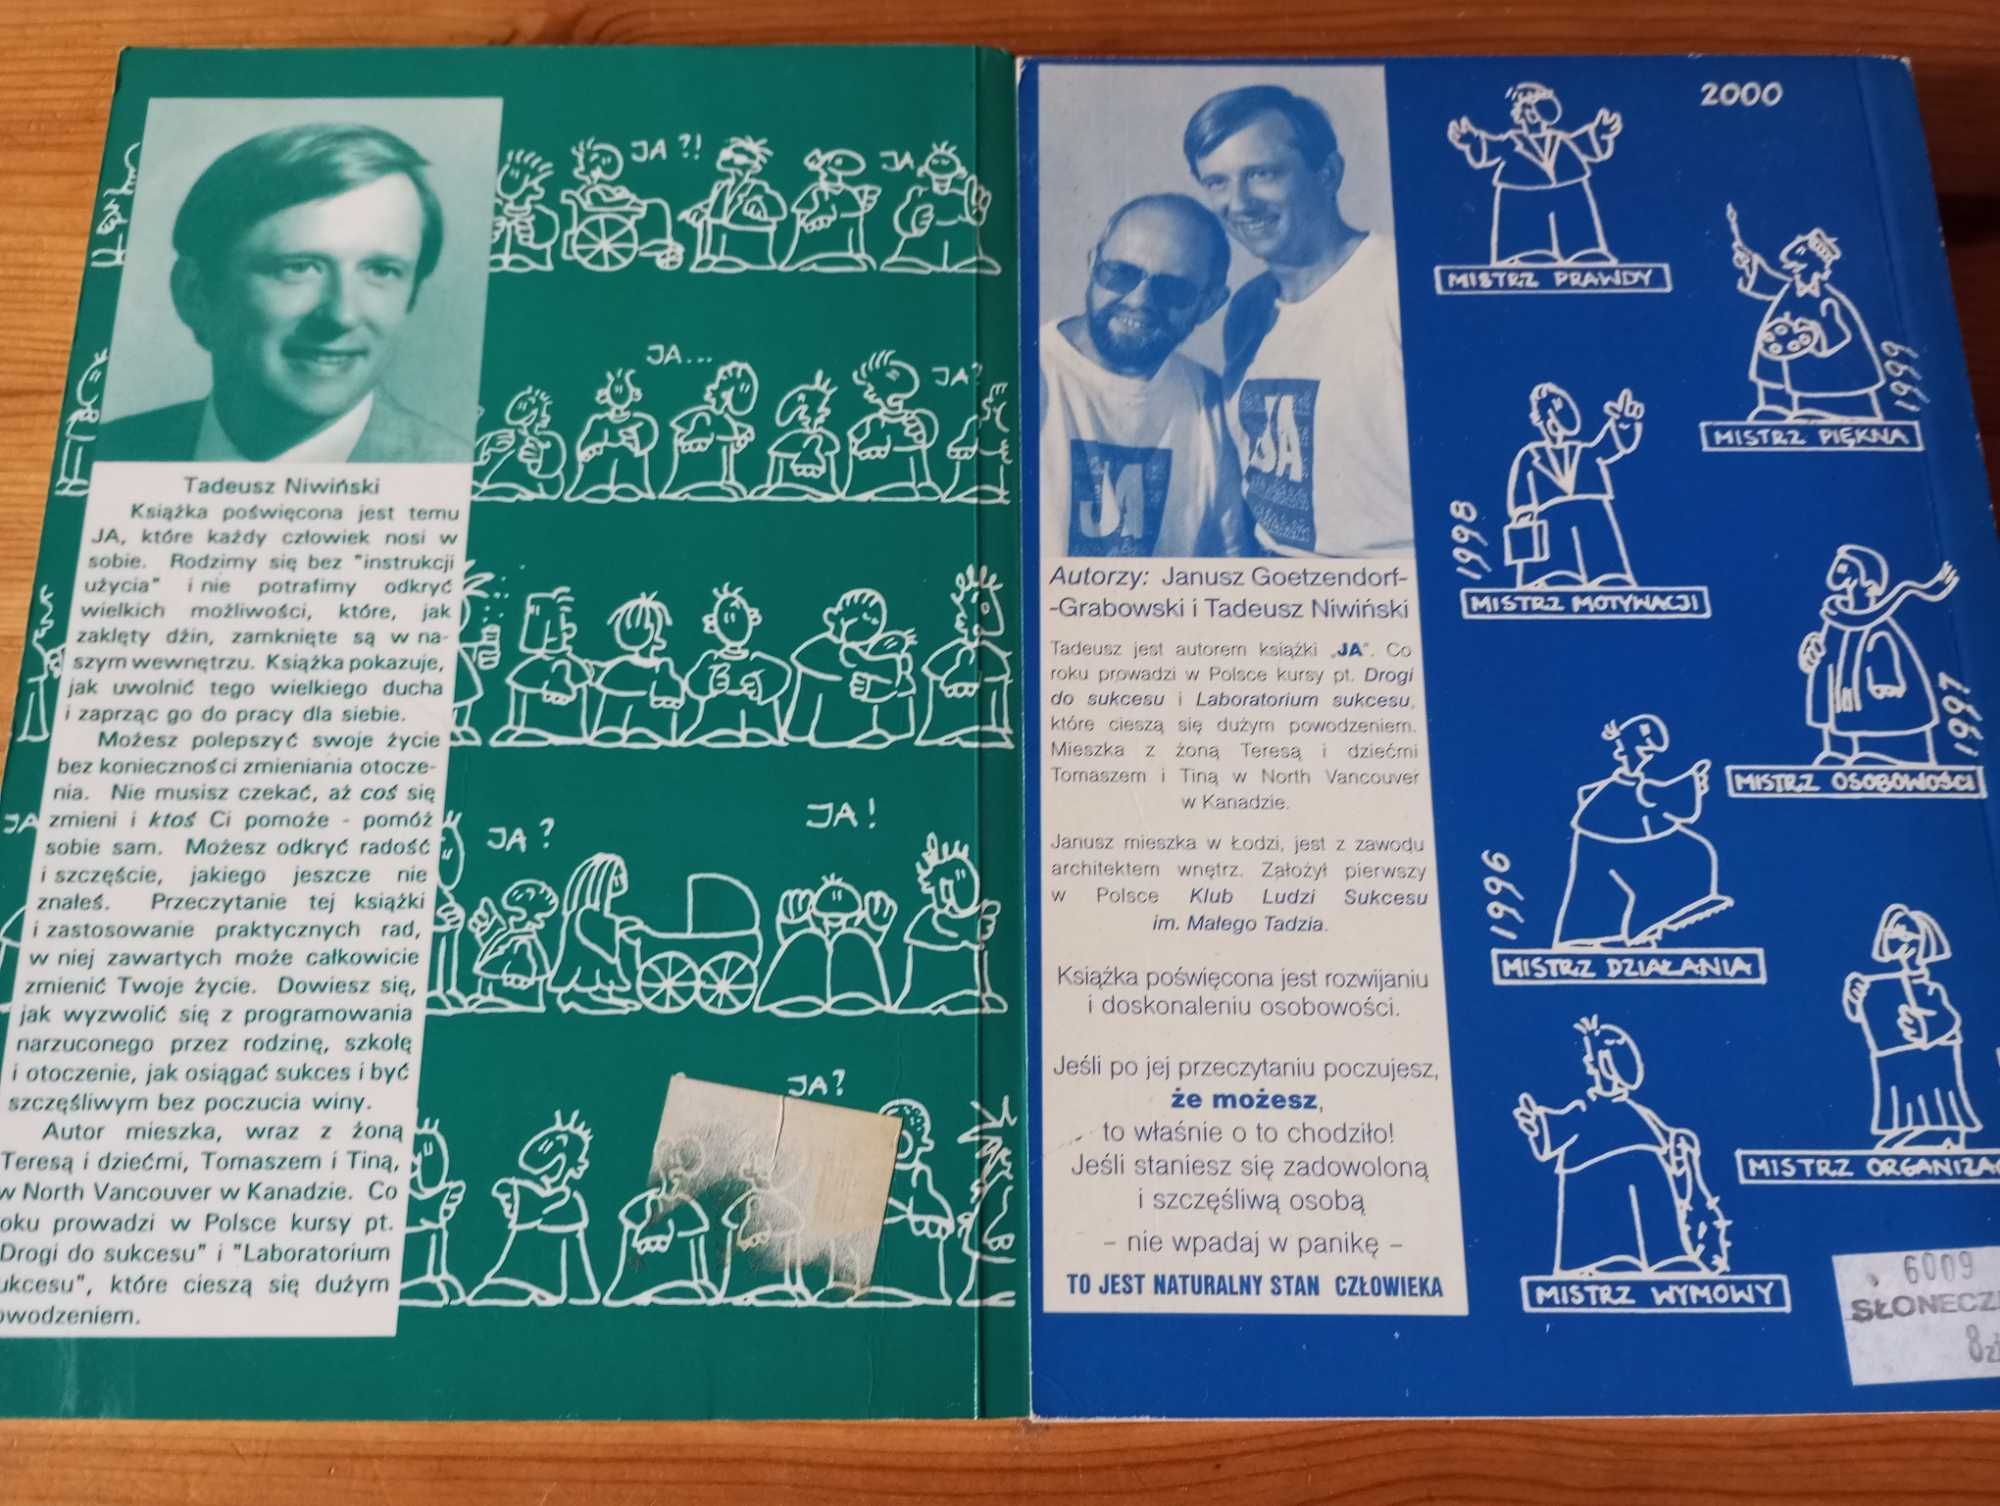 Tadeusz Niwiński
Książka poświęcona jest temu
JA, które każdy człowiek nosi w
sobie. Rodzimy się bez "instrukcji
użycia" i nie potrafimy odkryć
wielkich możliwości, które, jak
zaklęty dżin, zamknięte są w na-
szym wewnętrzu. Książka pokazuje,
jak uwolnić tego wielkiego ducha
i zaprząc go do pracy dla siebie.
Możesz polepszyć swoje życie
bez konieczności zmieniania otocze-
nia. Nie musisz czekać, aż coś się
zmieni i ktoś Ci pomoże - pomóż
sobie sam. Możesz odkryć radość
i szczęście, jakiego jeszcze nie
znałeś. Przeczytanie tej książki
i zastosowanie praktycznych rad,
w niej zawartych może całkowicie
zmienić Twoje życie. Dowiesz się,
jak wyzwolić się z programowania
narzuconego przez rodzinę, szkołę
i otoczenie, jak osiągać sukces i być
szczęśliwym bez poczucia winy.
Autor mieszka, wraz z żoną
Teresą i dziećmi, Tomaszem i Tiną,
w North Vancouver w Kanadzie. Co
roku prowadzi w Polsce kursy pt.
"Drogi do sukcesu" i "Laboratorium
ukcesu", które cieszą się dużym
owodzeniem.
JA?!
JA
JA...
JA?
JA
JA?
JA!
JA?
Autorzy: Janusz Goetzendorf-
-Grabowski i Tadeusz Niwiński
Tadeusz jest autorem książki „JA". Co
roku prowadzi w Polsce kursy pt. Drogi
do sukcesu i Laboratorium sukcesu,
które cieszą się dużym powodzeniem.
Mieszka z żoną Teresą i dziećmi
Tomaszem i Tiną w North Vancouver
w Kanadzie.
Janusz mieszka w Łodzi, jest z zawodu
architektem wnętrz. Założył pierwszy
w Polsce Klub Ludzi Sukcesu
im. Małego Tadzia.
Książka poświęcona jest rozwijaniu
i doskonaleniu osobowości.
Jeśli po jej przeczytaniu poczujesz,
że możesz,
to właśnie o to chodziło!
Jeśli staniesz się zadowoloną
i szczęśliwą osobą
– nie wpadaj w panikę –
TO JEST NATURALNY STAN CZŁOWIEKA
JA
JA
2000
MISTRZ PRAWDY
1999
MISTRZ PIĘKNA
1998
MISTRZ MOTYWACJI
1997
MISTRZ OSOBOWOŚCI
1996
MISTRZ DZIAŁANIA
MISTRZ ORGANIZAC
MISTRZ WYMOWY
6009
SŁONECZ
8zł